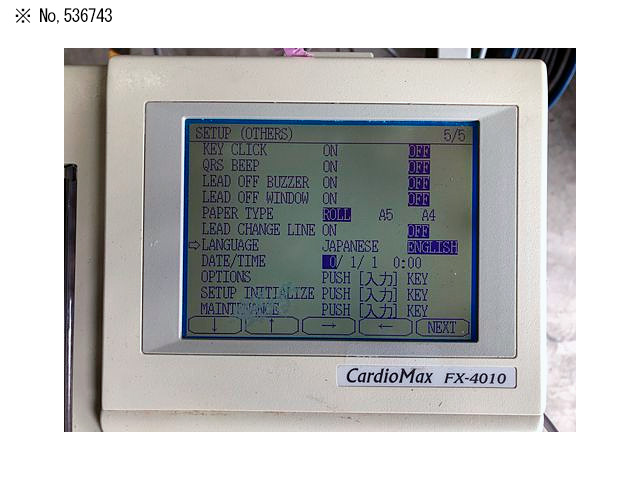 ※ No,536743
SETUP (OTHERS) 5/5
KEY CLICK ON OFF
QRS BEEP ON OFF
LEAD OFF BUZZER ON OFF
LEAD OFF WINDOW ON OFF
PAPER TYPE ROLL A5 A4
LEAD CHANGE LINE ON OFF
⇨LANGUAGE JAPANESE ENGLISH
DATE/TIME 0/ 1/ 1 0:00
OPTIONS PUSH [入力] KEY
SETUP INITIALIZE PUSH [入力] KEY
MAINTENANCE PUSH [入力] KEY
↓ ↑ → ← NEXT
CardioMax FX-4010